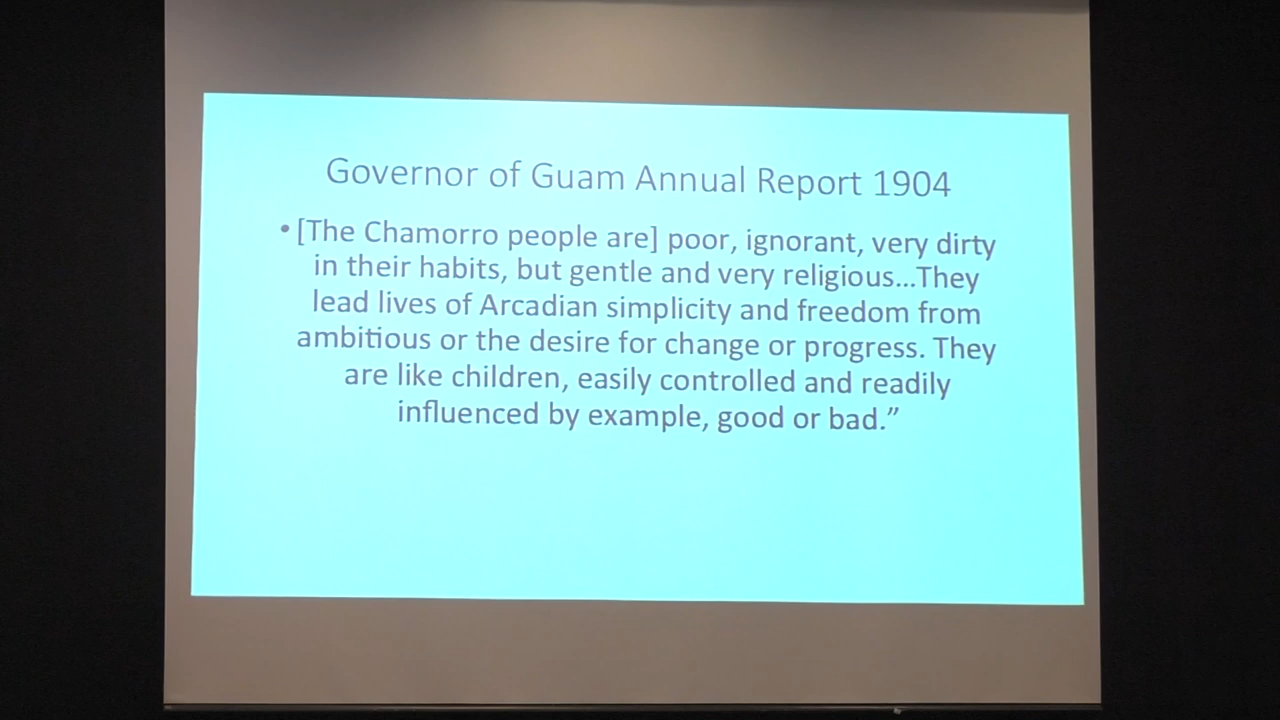 Governor of Guam Annual Report 1904
• [The Chamorro people are] poor, ignorant, very dirty
in their habits, but gentle and very religious...They
lead lives of Arcadian simplicity and freedom from
ambitious or the desire for change or progress. They
are like children, easily controlled and readily
influenced by example, good or bad.”